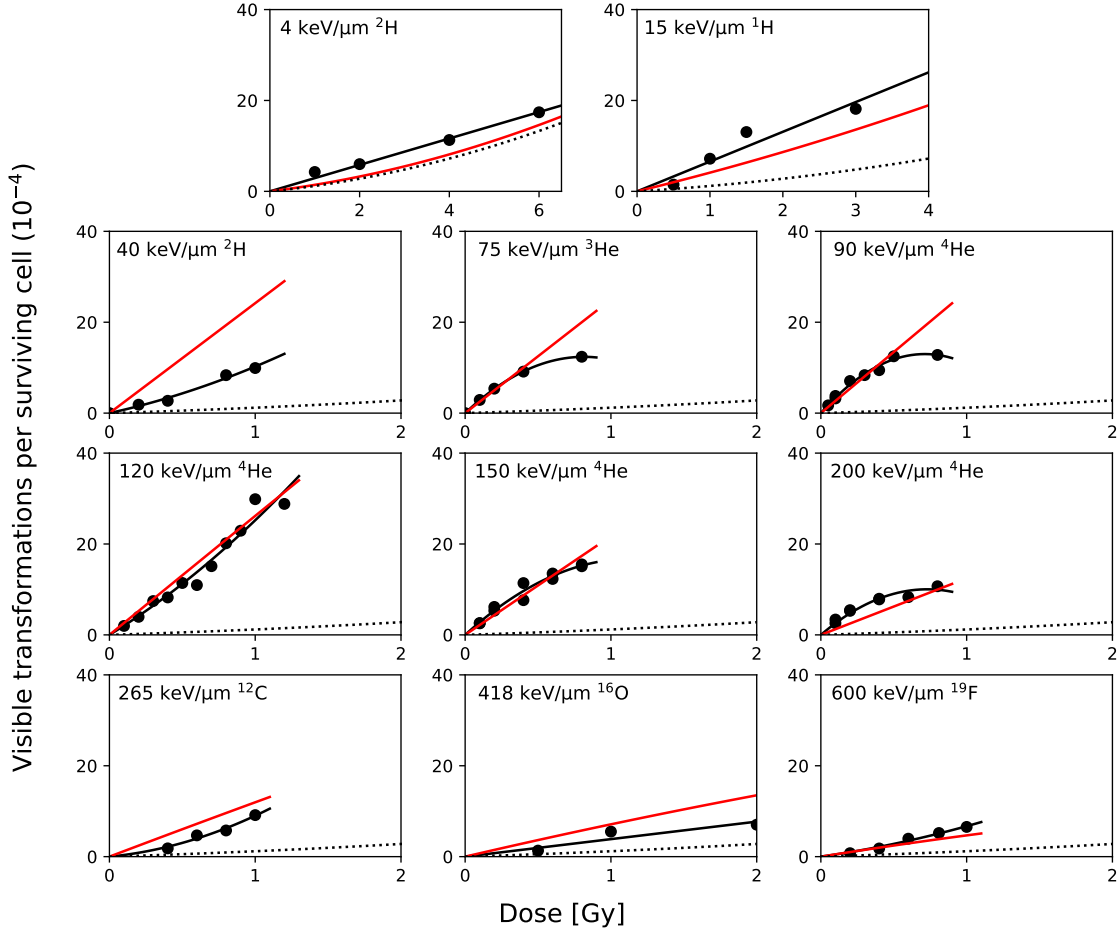 Visible transformations per surviving cell (10⁻⁴)
4 keV/μm ²H
40
20
0
0 2 4 6
15 keV/μm ¹H
40
20
0
0 1 2 3 4
40 keV/μm ²H
40
20
0
0 1 2
75 keV/μm ³He
40
20
0
0 1 2
90 keV/μm ⁴He
40
20
0
0 1 2
120 keV/μm ⁴He
40
20
0
0 1 2
150 keV/μm ⁴He
40
20
0
0 1 2
200 keV/μm ⁴He
40
20
0
0 1 2
265 keV/μm ¹²C
40
20
0
0 1 2
418 keV/μm ¹⁶O
40
20
0
0 1 2
600 keV/μm ¹⁹F
40
20
0
0 1 2
Dose [Gy]